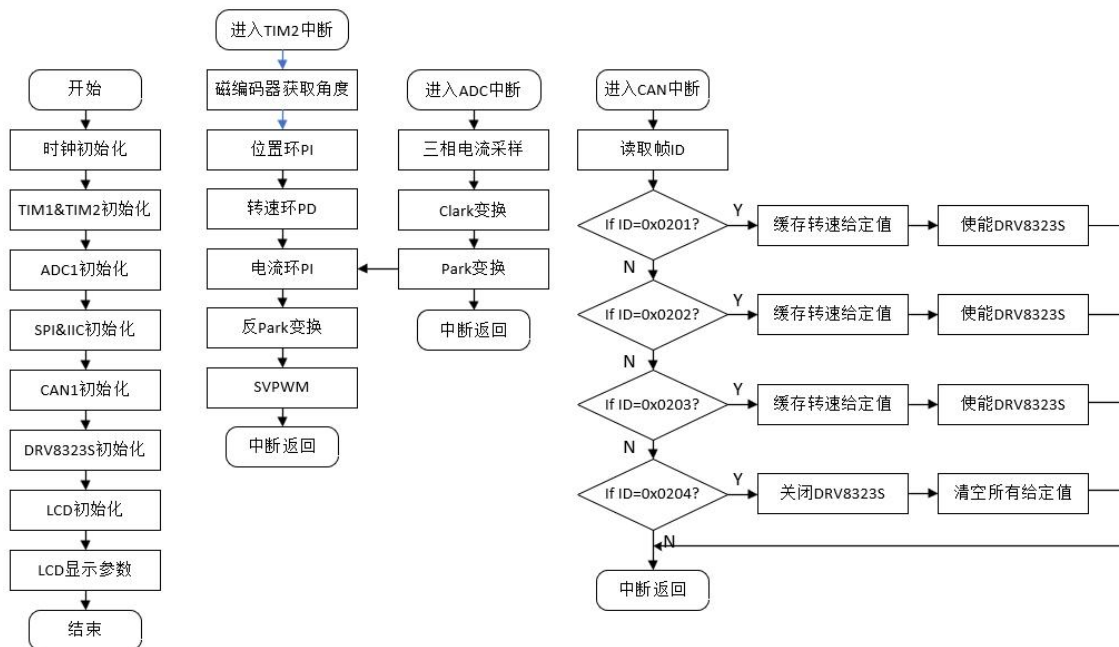 开始
时钟初始化
TIM1&TIM2初始化
ADC1初始化
SPI&IIC初始化
CAN1初始化
DRV8323S初始化
LCD初始化
LCD显示参数
结束
进入TIM2中断
磁编码器获取角度
位置环PI
转速环PD
电流环PI
反Park变换
SVPWM
中断返回
进入ADC中断
三相电流采样
Clark变换
Park变换
中断返回
进入CAN中断
读取帧ID
If ID=0x0201?
Y
缓存转速给定值
使能DRV8323S
N
If ID=0x0202?
Y
缓存转速给定值
使能DRV8323S
N
If ID=0x0203?
Y
缓存转速给定值
使能DRV8323S
N
If ID=0x0204?
Y
关闭DRV8323S
清空所有给定值
N
中断返回